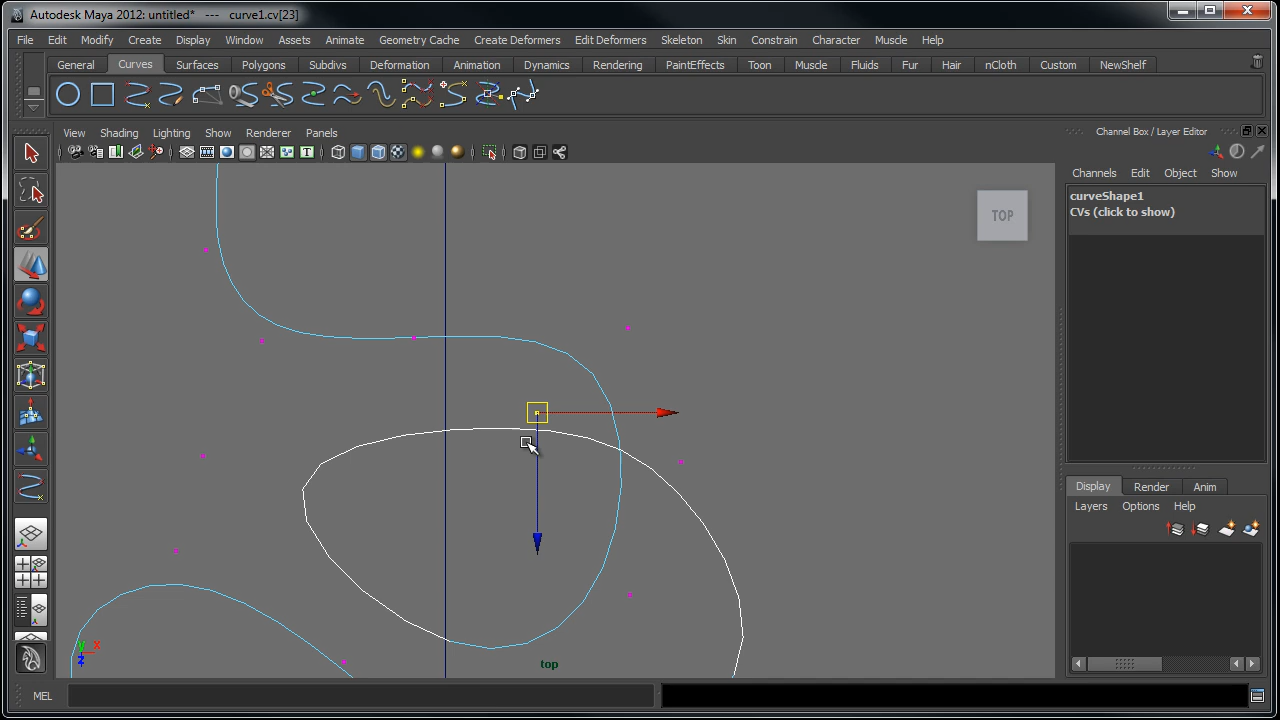 Autodesk Maya 2012: untitled*   ---   curve1.cv[23]
File Edit Modify Create Display Window Assets Animate Geometry Cache Create Deformers Edit Deformers Skeleton Skin Constrain Character Muscle Help
General Curves Surfaces Polygons Subdivs Deformation Animation Dynamics Rendering PaintEffects Toon Muscle Fluids Fur Hair nCloth Custom NewShelf
View Shading Lighting Show Renderer Panels
Channel Box / Layer Editor
T
Channels Edit Object Show
curveShape1
CVs (click to show)
TOP
Display Render Anim
Layers Options Help
y x
z
top
MEL